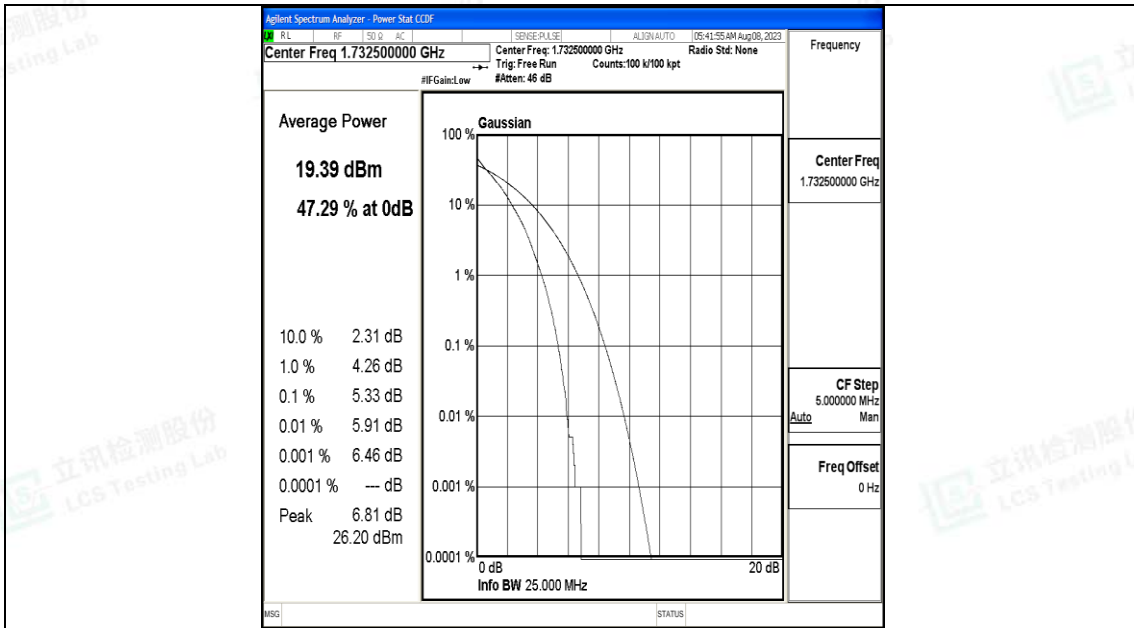 Agilent Spectrum Analyzer - Power Stat CCDF
RL RF 50 Ω AC SENSE:PULSE ALIGN AUTO 05:41:55 AM Aug 08, 2023
Center Freq 1.732500000 GHz
Center Freq: 1.732500000 GHz Radio Std: None
Trig: Free Run Counts:100 k/100 kpt
#IFGain:Low #Atten: 46 dB
Frequency
Average Power
19.39 dBm
47.29 % at 0dB
10.0 % 2.31 dB
1.0 % 4.26 dB
0.1 % 5.33 dB
0.01 % 5.91 dB
0.001 % 6.46 dB
0.0001 % --- dB
Peak 6.81 dB
26.20 dBm
Gaussian
100 %
10 %
1 %
0.1 %
0.01 %
0.001 %
0.0001 %
0 dB 20 dB
Info BW 25.000 MHz
Center Freq
1.732500000 GHz
CF Step
5.000000 MHz
Auto Man
Freq Offset
0 Hz
MSG STATUS
立讯检测股份
LCS Testing Lab